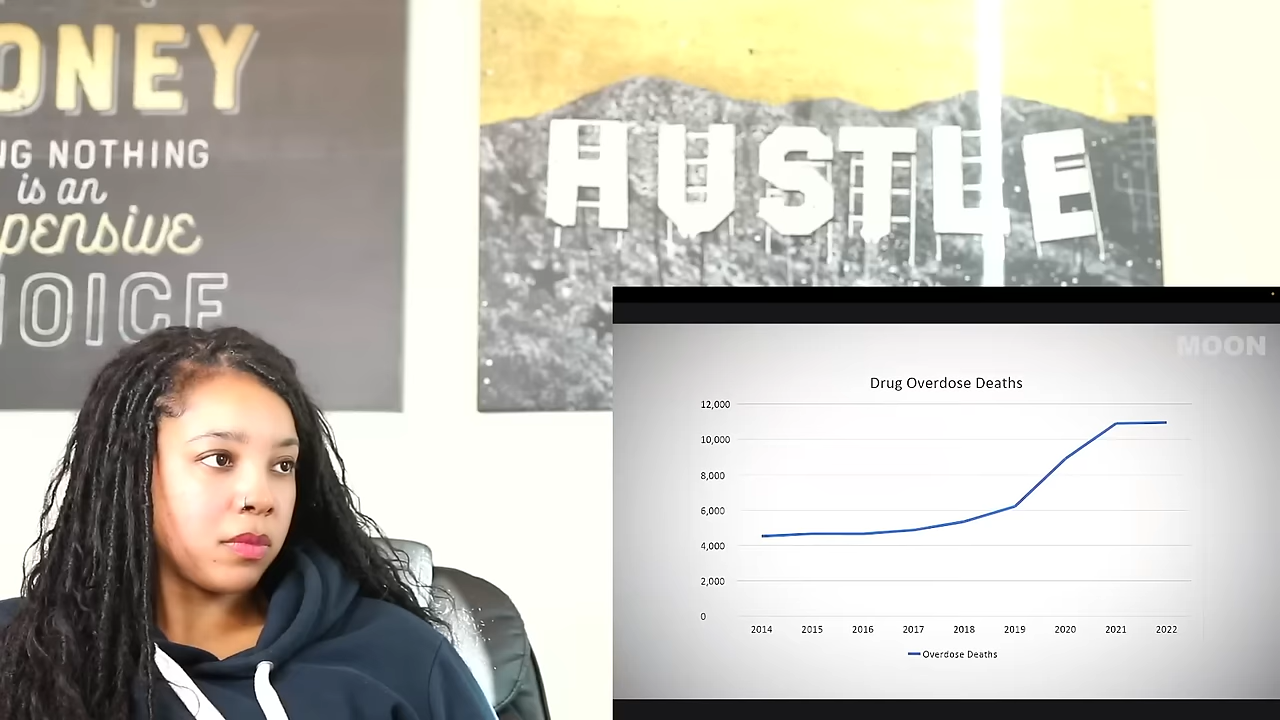 ONEY
NG NOTHING
is an
pensive
HOICE
HUSTLE
MOON
Drug Overdose Deaths
12,000
10,000
8,000
6,000
4,000
2,000
0
2014 2015 2016 2017 2018 2019 2020 2021 2022
Overdose Deaths